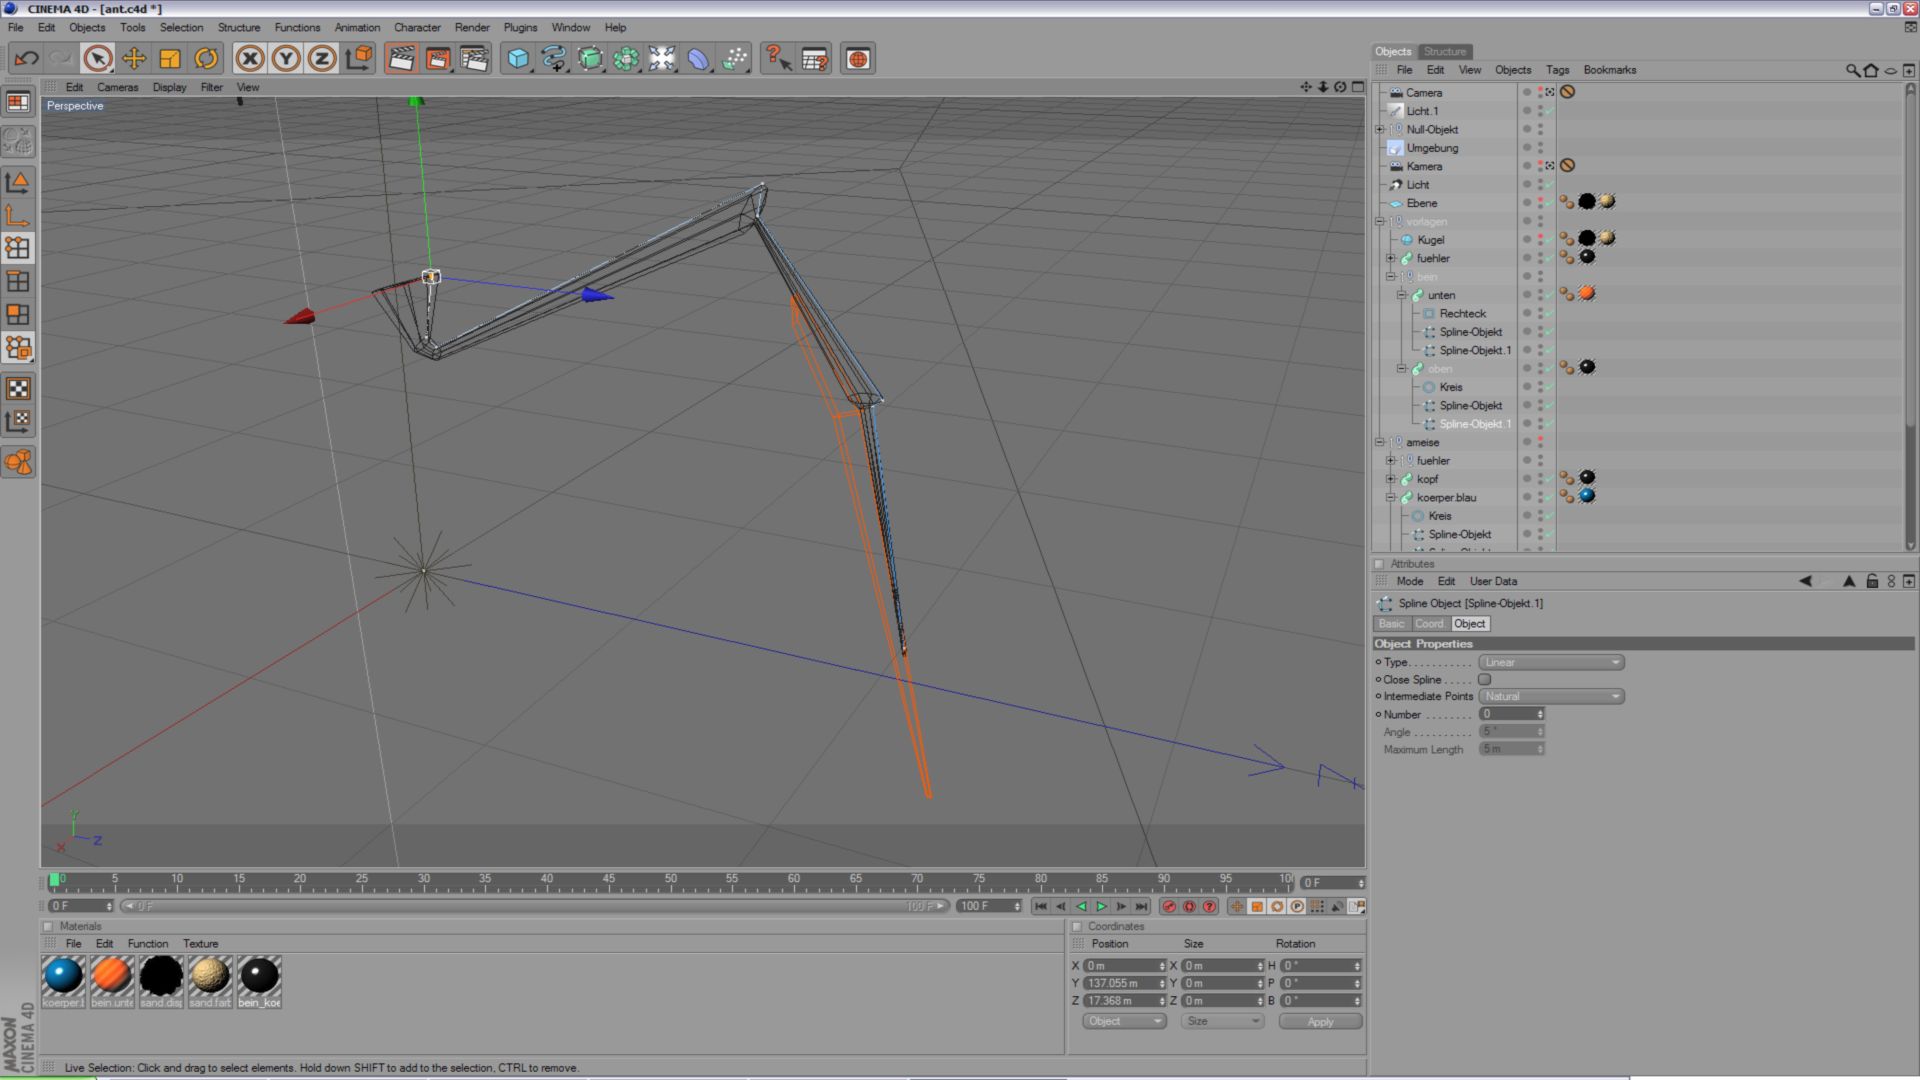 CINEMA 4D - [ant.c4d *]
File Edit Objects Tools Selection Structure Functions Animation Character Render Plugins Window Help
X Y Z
Edit Cameras Display Filter View
Perspective
Y
X Z
0 5 10 15 20 25 30 35 40 45 50 55 60 65 70 75 80 85 90 95 10
0 F
0 F 0 F 100 F 100 F
Materials
File Edit Function Texture
koerper.l bein.unte sand.disp sand.farb bein_koe
MAXON
CINEMA 4D
Coordinates
Position Size Rotation
X 0 m X 0 m H 0 °
Y 137.055 m Y 0 m P 0 °
Z 17.368 m Z 0 m B 0 °
Object Size Apply
Live Selection: Click and drag to select elements. Hold down SHIFT to add to the selection, CTRL to remove.
Objects Structure
File Edit View Objects Tags Bookmarks
Camera
Licht.1
Null-Objekt
Umgebung
Kamera
Licht
Ebene
vorlagen
Kugel
fuehler
bein
unten
Rechteck
Spline-Objekt
Spline-Objekt.1
oben
Kreis
Spline-Objekt
Spline-Objekt.1
ameise
fuehler
kopf
koerper.blau
Kreis
Spline-Objekt
Attributes
Mode Edit User Data
Spline Object [Spline-Objekt.1]
Basic Coord. Object
Object Properties
Type . . . . . . . . . . Linear
Close Spline . . . . .
Intermediate Points Natural
Number . . . . . . . 0
Angle . . . . . . . . . 5 °
Maximum Length 5 m